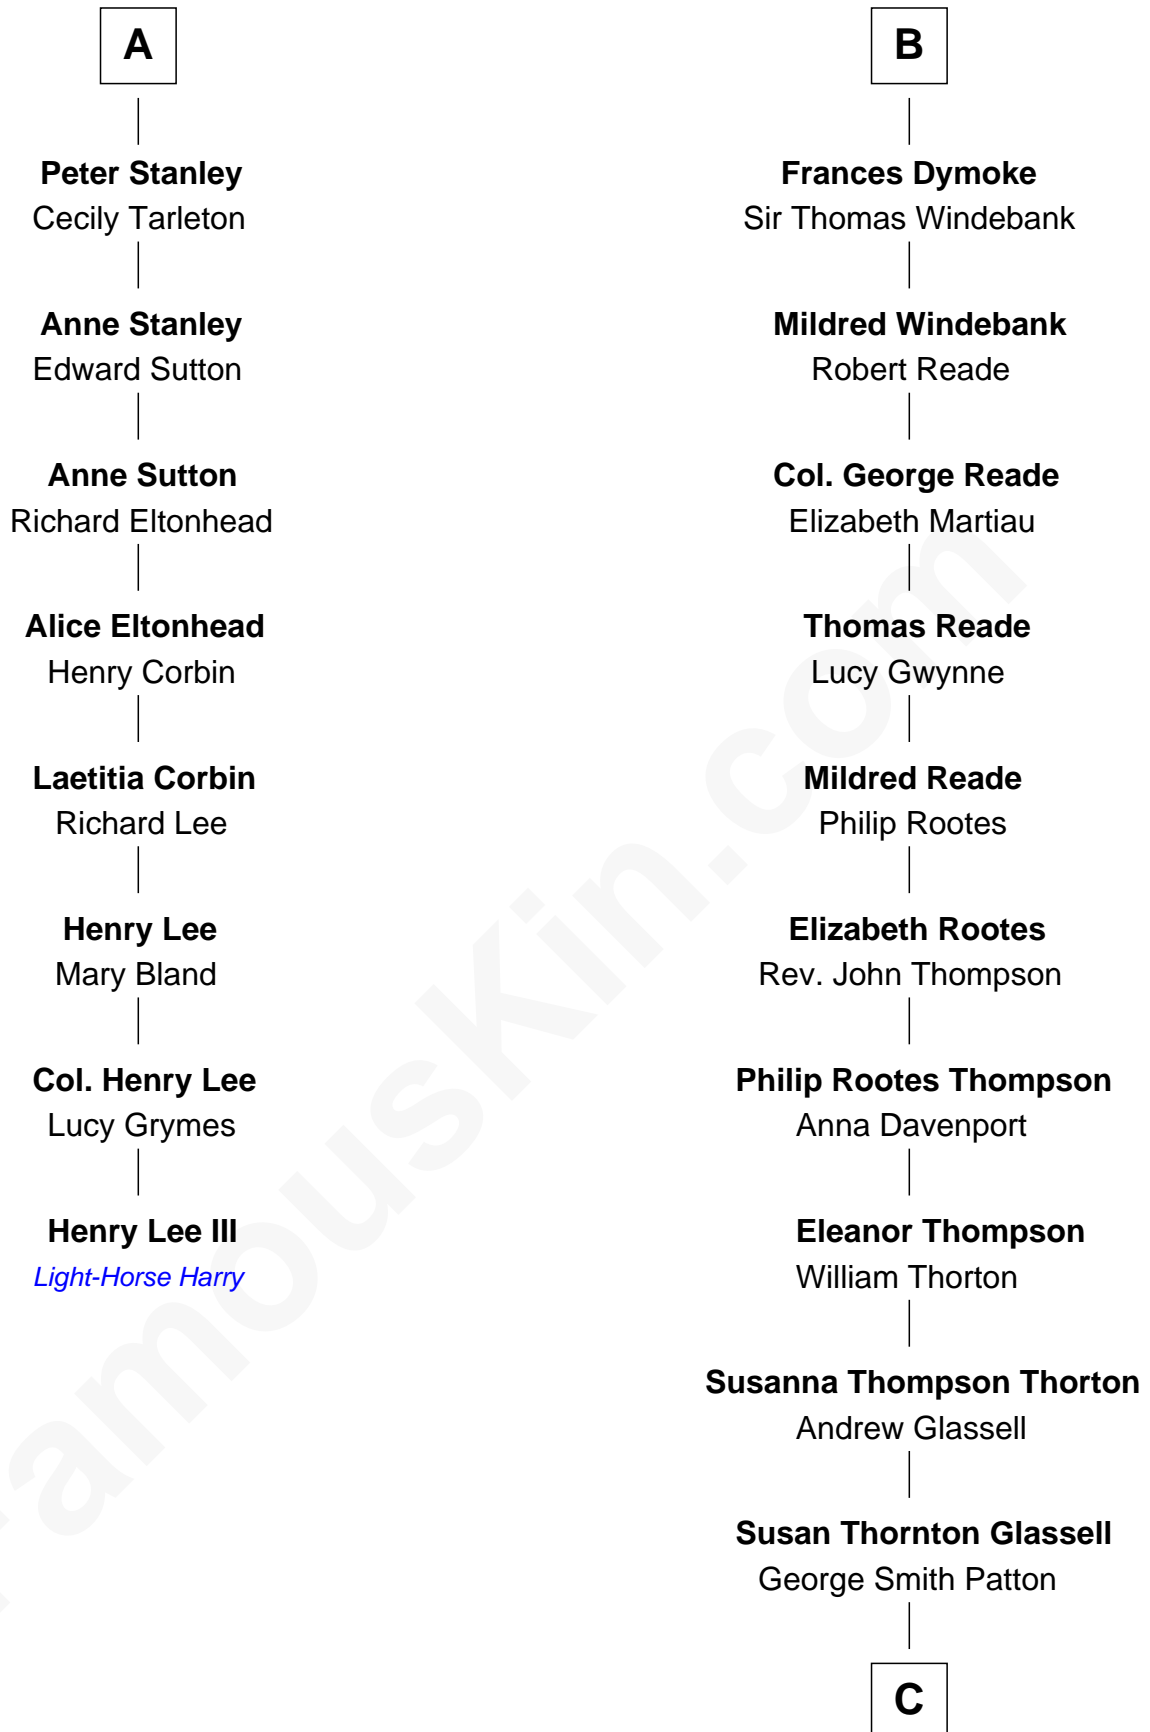 A
Peter Stanley
Cecily Tarleton
Anne Stanley
Edward Sutton
Anne Sutton
Richard Eltonhead
Alice Eltonhead
Henry Corbin
Laetitia Corbin
Richard Lee
Henry Lee
Mary Bland
Col. Henry Lee
Lucy Grymes
Henry Lee III
Light-Horse Harry
B
Frances Dymoke
Sir Thomas Windebank
Mildred Windebank
Robert Reade
Col. George Reade
Elizabeth Martiau
Thomas Reade
Lucy Gwynne
Mildred Reade
Philip Rootes
Elizabeth Rootes
Rev. John Thompson
Philip Rootes Thompson
Anna Davenport
Eleanor Thompson
William Thorton
Susanna Thompson Thorton
Andrew Glassell
Susan Thornton Glassell
George Smith Patton
C
FamousKin.com